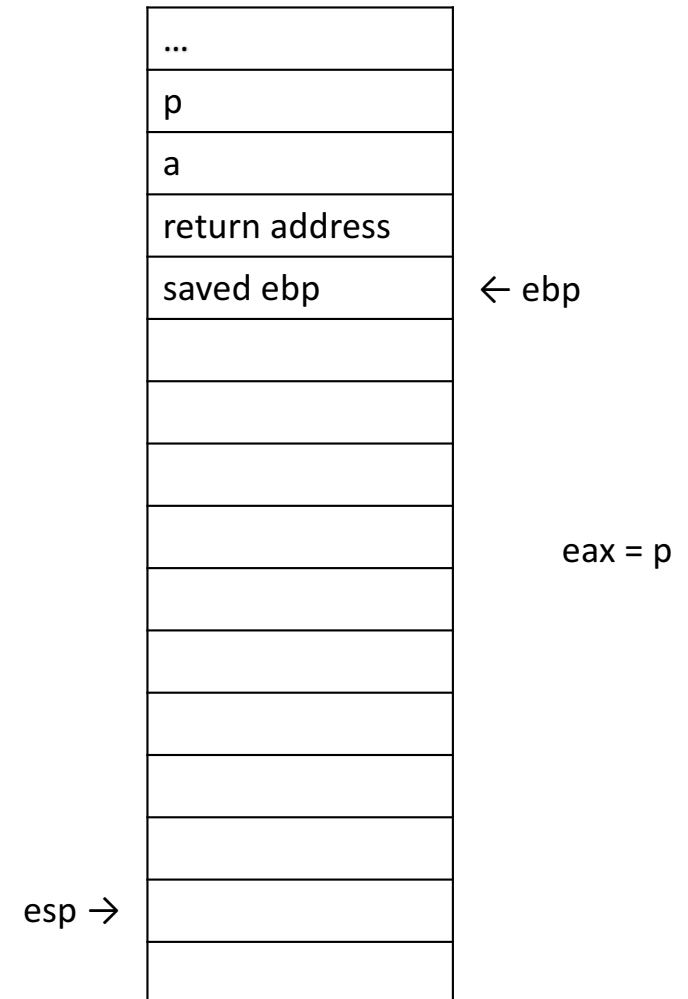 ...
p
a
return address
saved ebp
← ebp
eax = p
esp →